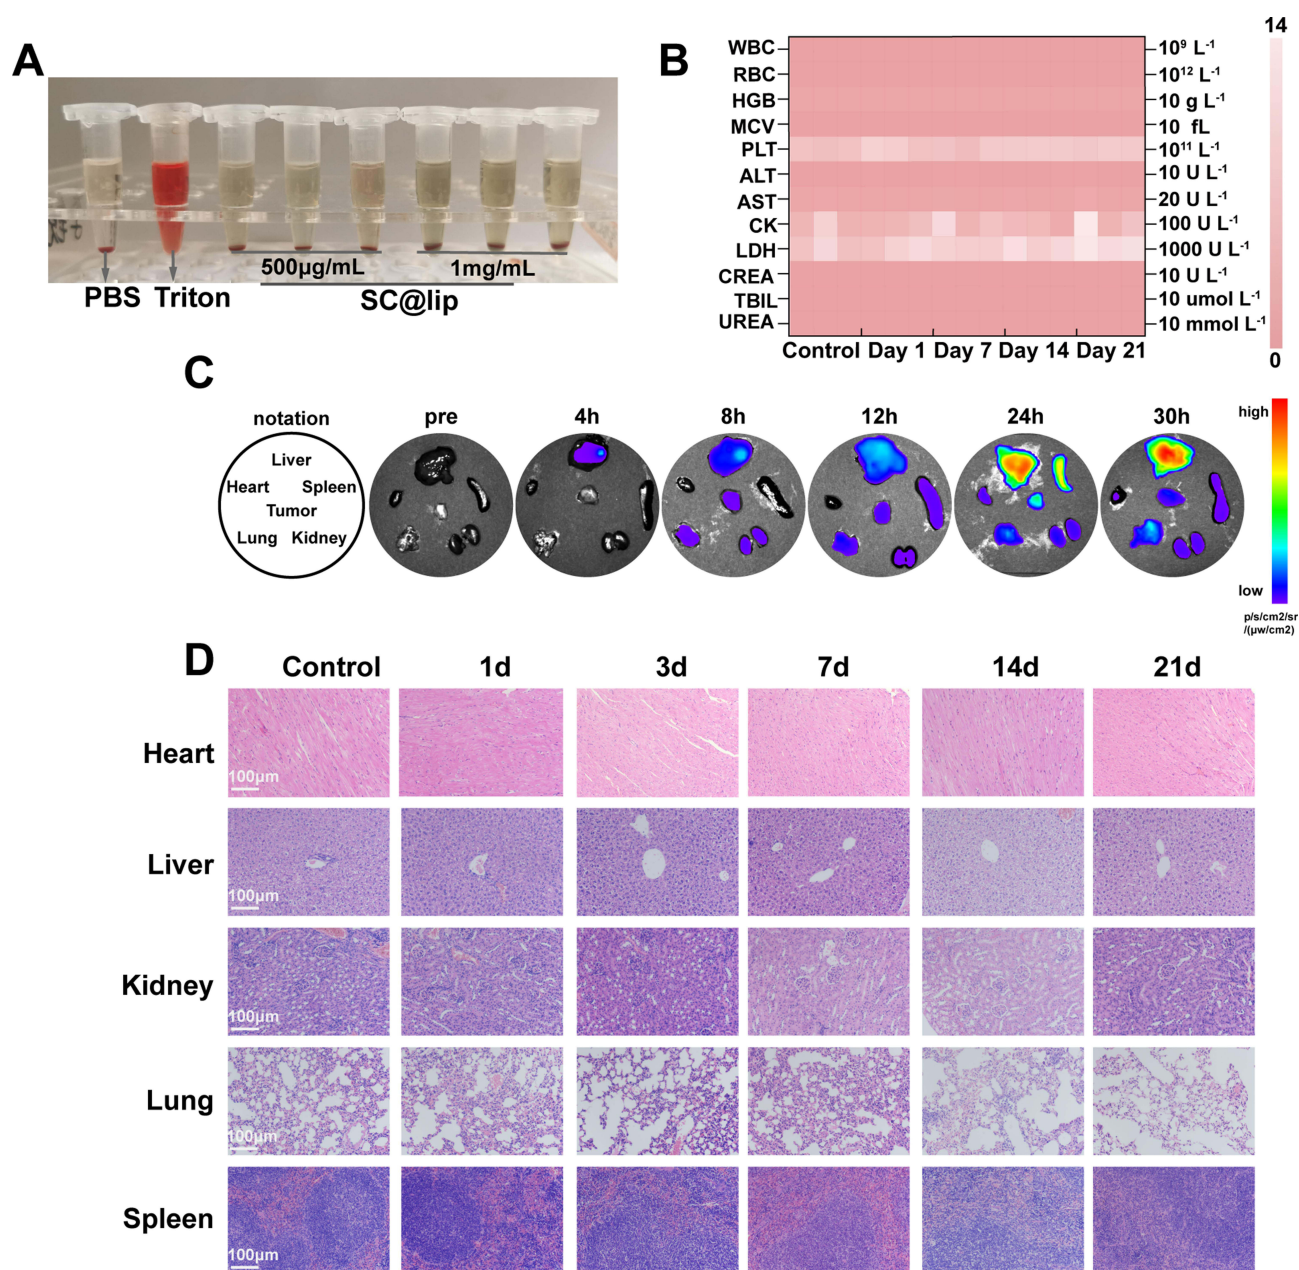 A
PBS
Triton
500µg/mL
1mg/mL
SC@lip
B
WBC
RBC
HGB
MCV
PLT
ALT
AST
CK
LDH
CREA
TBIL
UREA
10⁹ L⁻¹
10¹² L⁻¹
10 g L⁻¹
10 fL
10¹¹ L⁻¹
10 U L⁻¹
20 U L⁻¹
100 U L⁻¹
1000 U L⁻¹
10 U L⁻¹
10 umol L⁻¹
10 mmol L⁻¹
Control Day 1 Day 7 Day 14 Day 21
14
0
C
notation
pre
4h
8h
12h
24h
30h
Liver
Heart Spleen
Tumor
Lung Kidney
high
low
p/s/cm2/sr
/(µw/cm2)
D
Control 1d 3d 7d 14d 21d
Heart
100µm
Liver
100µm
Kidney
100µm
Lung
100µm
Spleen
100µm